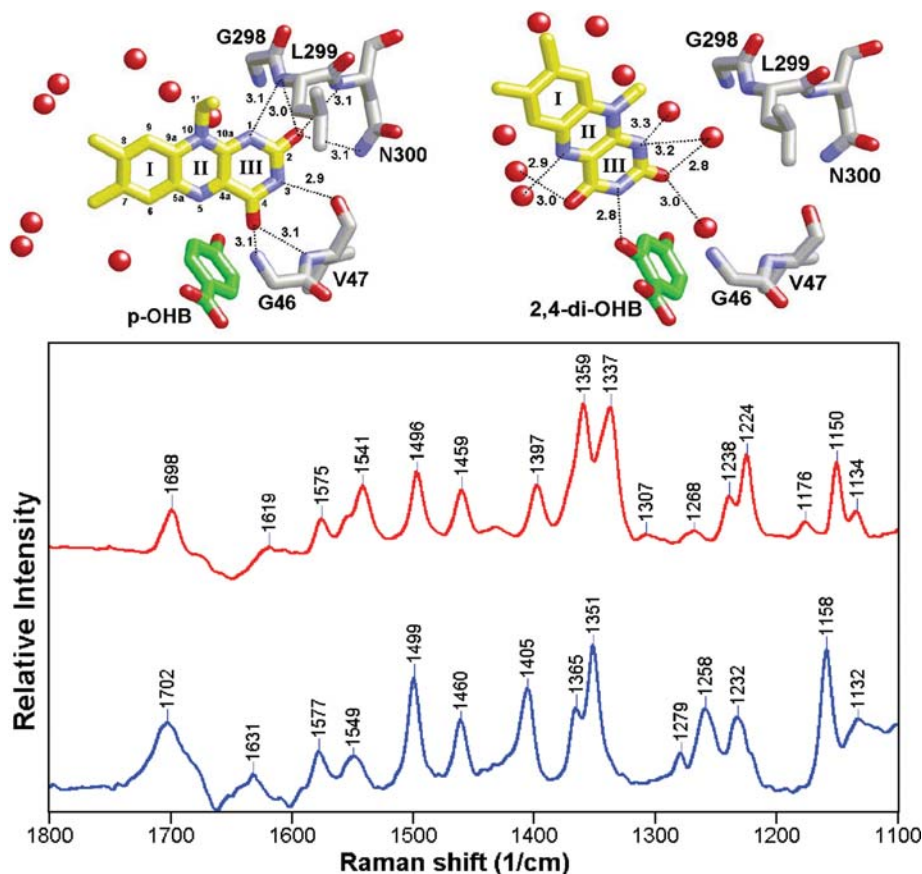 G298
L299
3.1
3.0
3.1
3.1
N300
1'
9
10
10a
1
8
9a
I
II
III
2
7
6
5a
5
4a
4
3
2.9
3.1
3.1
V47
G46
p-OHB
G298
L299
N300
I
II
III
3.3
3.2
2.8
2.9
3.0
3.0
2.8
V47
G46
2,4-di-OHB
1698
1619
1575
1541
1496
1459
1397
1359
1337
1307
1268
1238
1224
1176
1150
1134
1702
1631
1577
1549
1499
1460
1405
1365
1351
1279
1258
1232
1158
1132
Relative Intensity
1800 1700 1600 1500 1400 1300 1200 1100
Raman shift (1/cm)